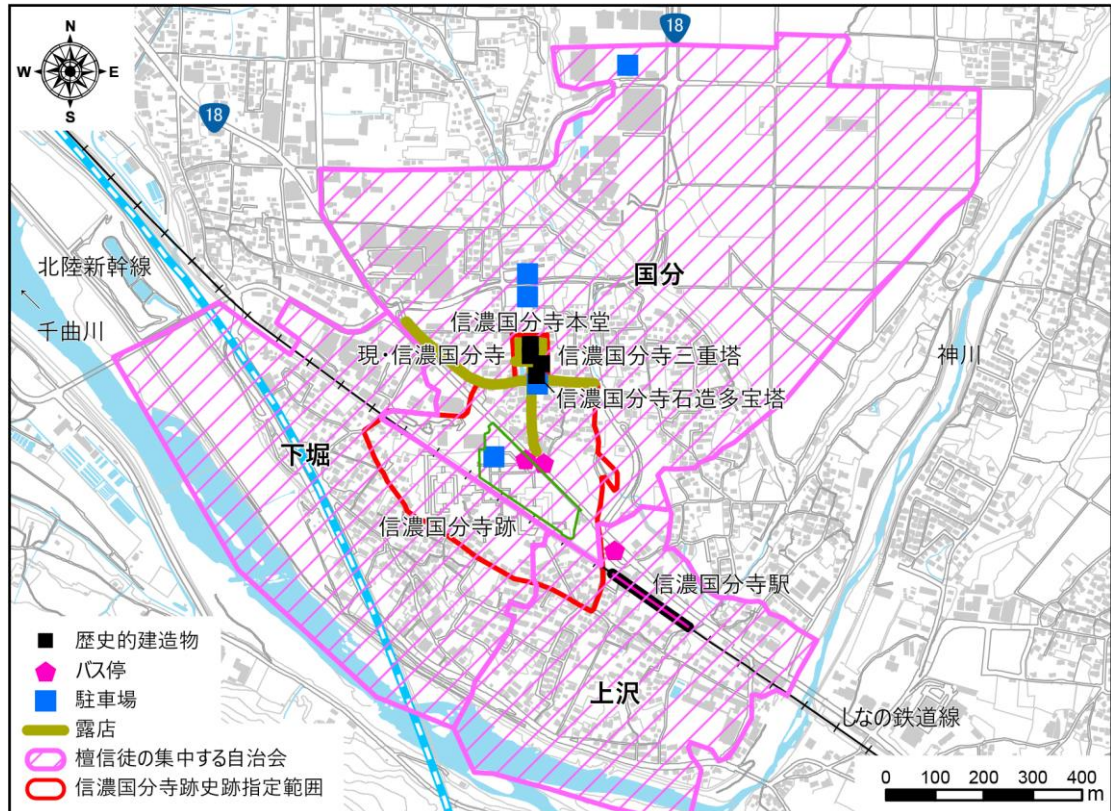 N
W
E
S
18
18
国分
北陸新幹線
千曲川
信濃国分寺本堂
現・信濃国分寺
信濃国分寺三重塔
神川
信濃国分寺石造多宝塔
下堀
信濃国分寺跡
信濃国分寺駅
上沢
しなの鉄道線
歴史的建造物
バス停
駐車場
露店
檀信徒の集中する自治会
信濃国分寺跡史跡指定範囲
0 100 200 300 400
m